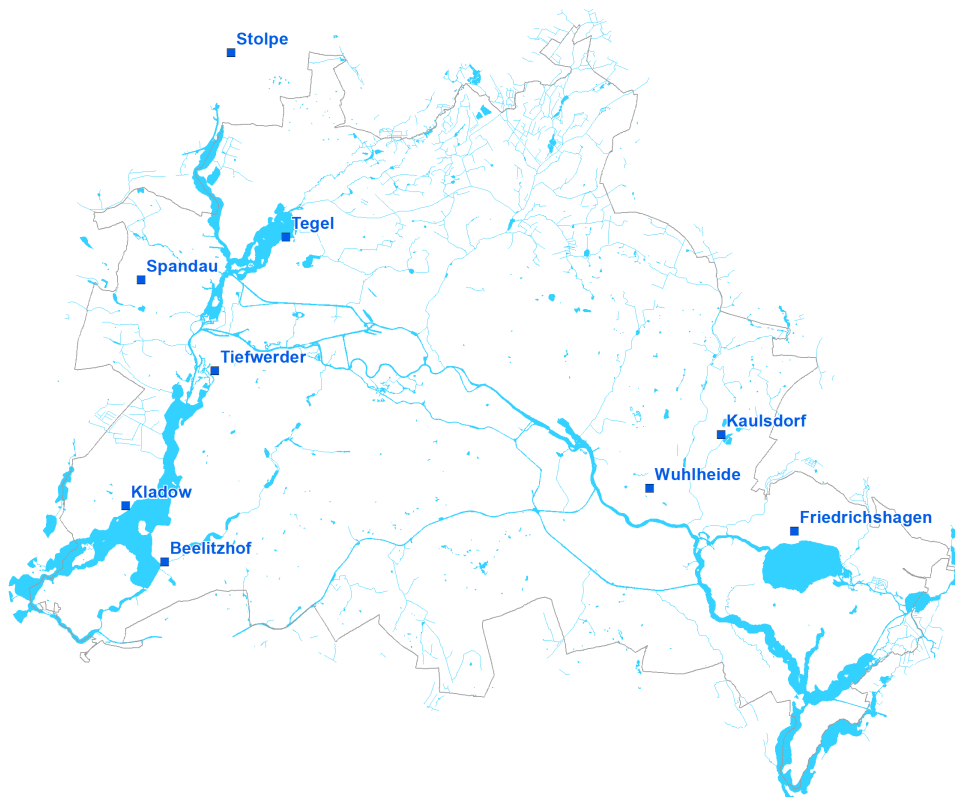 Stolpe
Tegel
Spandau
Tiefwerder
Kaulsdorf
Wuhlheide
Kladow
Friedrichshagen
Beelitzhof